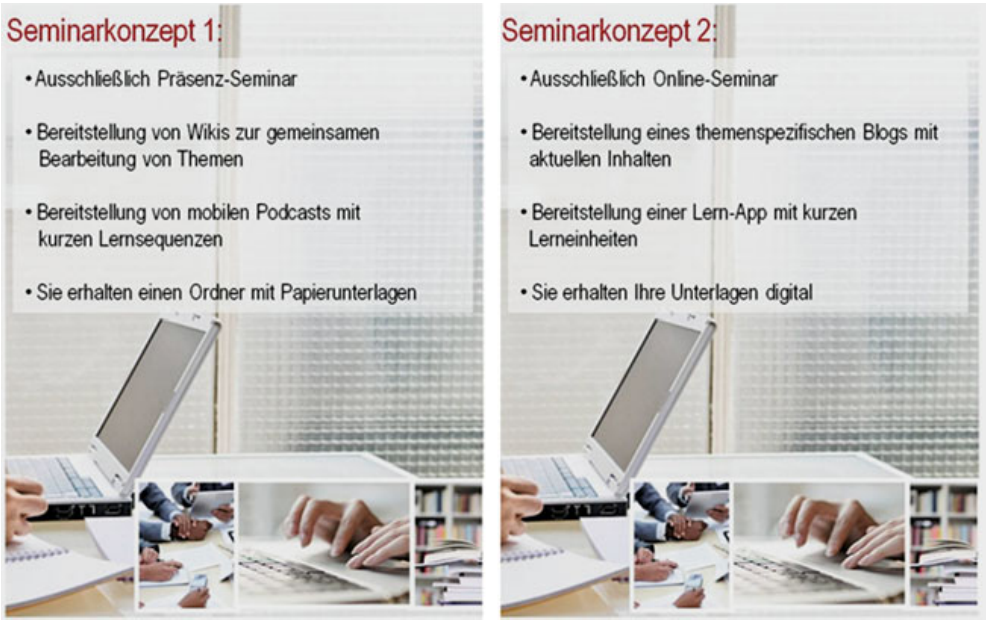 Seminarkonzept 1:
• Ausschließlich Präsenz-Seminar
• Bereitstellung von Wikis zur gemeinsamen
Bearbeitung von Themen
• Bereitstellung von mobilen Podcasts mit
kurzen Lernsequenzen
• Sie erhalten einen Ordner mit Papierunterlagen
Seminarkonzept 2:
• Ausschließlich Online-Seminar
• Bereitstellung eines themenspezifischen Blogs mit
aktuellen Inhalten
• Bereitstellung einer Lern-App mit kurzen
Lerneinheiten
• Sie erhalten Ihre Unterlagen digital